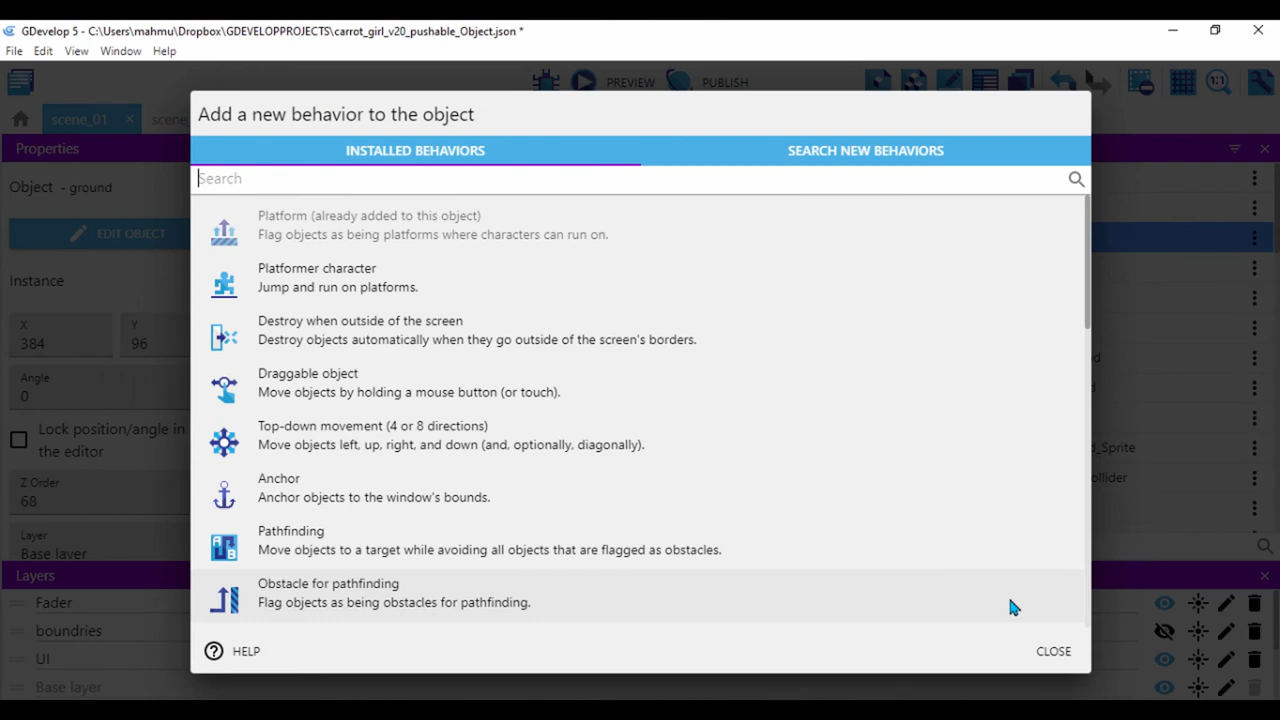 GDevelop 5 - C:\Users\mahmu\Dropbox\GDEVELOPPROJECTS\carrot_girl_v20_pushable_Object.json *
File Edit View Window Help
PREVIEW PUBLISH
1:1
scene_01 × scene_
Properties
Object - ground
EDIT OBJECT
Instance
X
384
Y
96
Angle
0
Lock position/angle in
the editor
Z Order
68
Layer
Base layer
Layers
Fader
boundries
UI
Base layer
Add a new behavior to the object
INSTALLED BEHAVIORS
SEARCH NEW BEHAVIORS
Search
Platform (already added to this object)
Flag objects as being platforms where characters can run on.
Platformer character
Jump and run on platforms.
Destroy when outside of the screen
Destroy objects automatically when they go outside of the screen's borders.
Draggable object
Move objects by holding a mouse button (or touch).
Top-down movement (4 or 8 directions)
Move objects left, up, right, and down (and, optionally, diagonally).
Anchor
Anchor objects to the window's bounds.
Pathfinding
Move objects to a target while avoiding all objects that are flagged as obstacles.
Obstacle for pathfinding
Flag objects as being obstacles for pathfinding.
HELP
CLOSE
d_Sprite
ollider